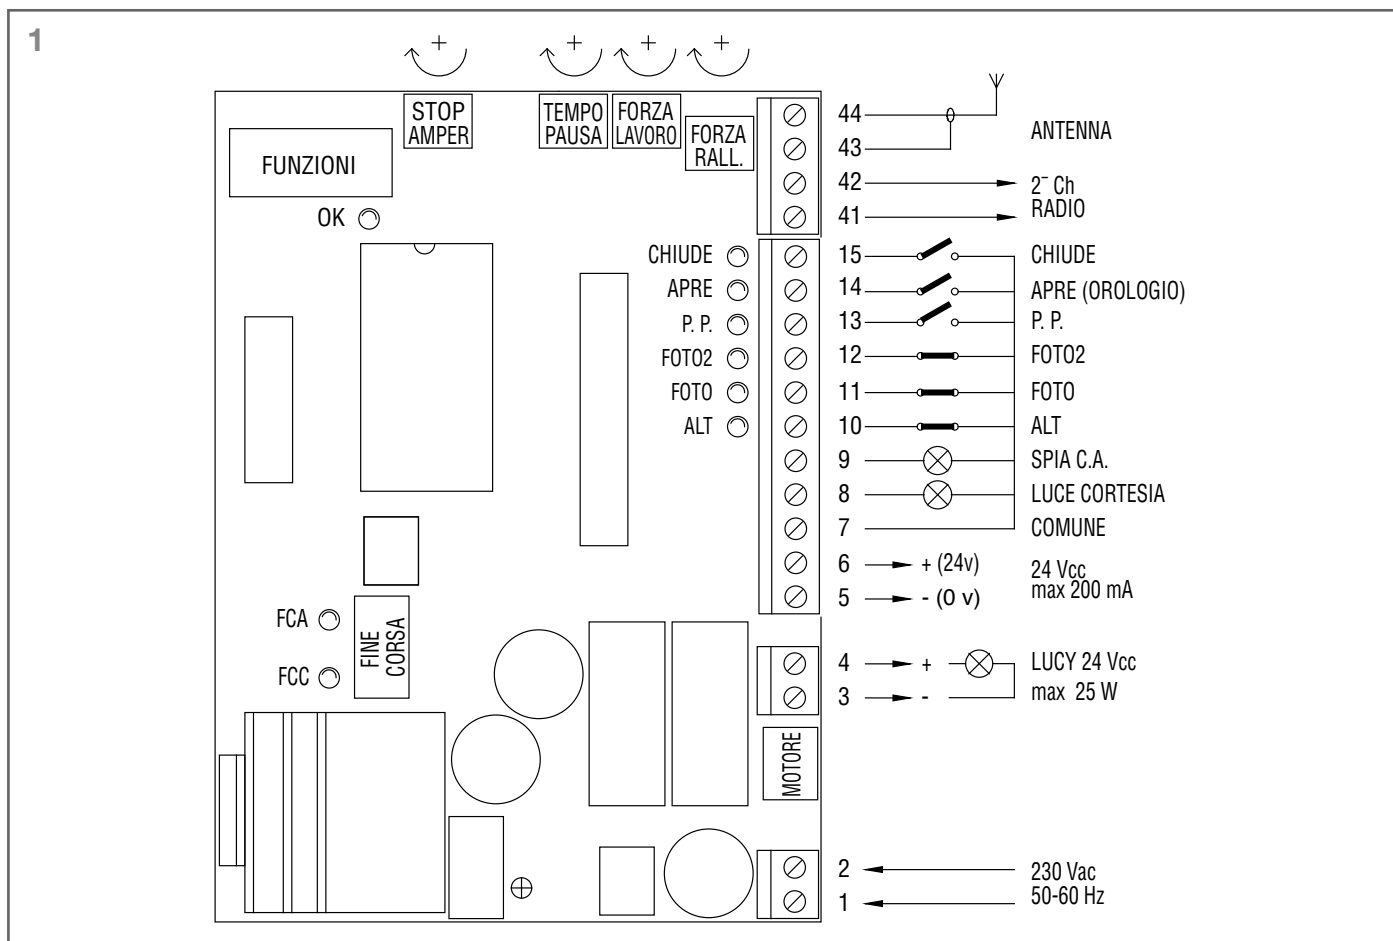 1
+ + + +
STOP
AMPER
TEMPO
PAUSA
FORZA
LAVORO
FORZA
RALL.
FUNZIONI
OK
CHIUDE
APRE
P. P.
FOTO2
FOTO
ALT
FCA
FCC
FINE
CORSA
MOTORE
44
43
ANTENNA
42
41
2‾ Ch
RADIO
15 CHIUDE
14 APRE (OROLOGIO)
13 P. P.
12 FOTO2
11 FOTO
10 ALT
9 SPIA C.A.
8 LUCE CORTESIA
7 COMUNE
6 + (24v)
5 - (0 v)
24 Vcc
max 200 mA
4 + LUCY 24 Vcc
3 - max 25 W
2
1
230 Vac
50-60 Hz